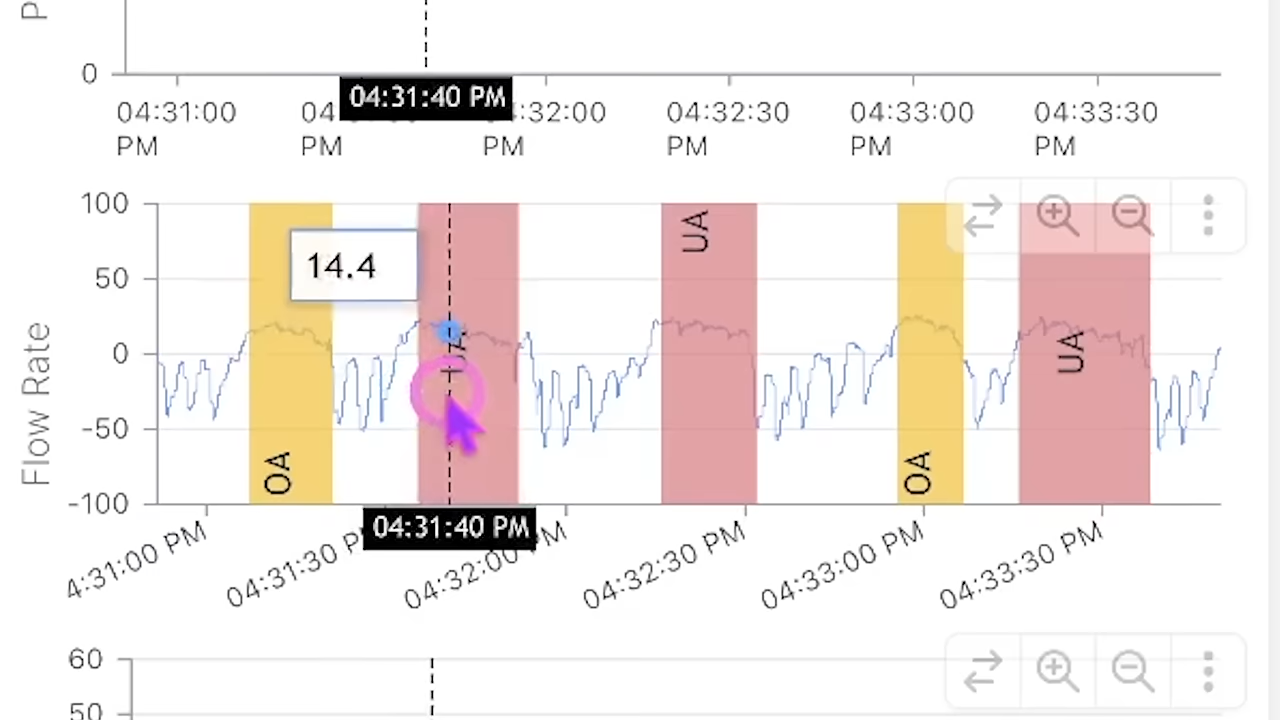 P
0
04:31:40 PM
04:31:00 PM
04 PM
:32:00 PM
04:32:30 PM
04:33:00 PM
04:33:30 PM
Flow Rate
100
50
0
-50
-100
14.4
OA
UA
UA
OA
UA
04:31:40 PM
4:31:00 PM
04:31:30 P
04:32:00 PM
04:32:30 PM
04:33:00 PM
04:33:30 PM
60
50